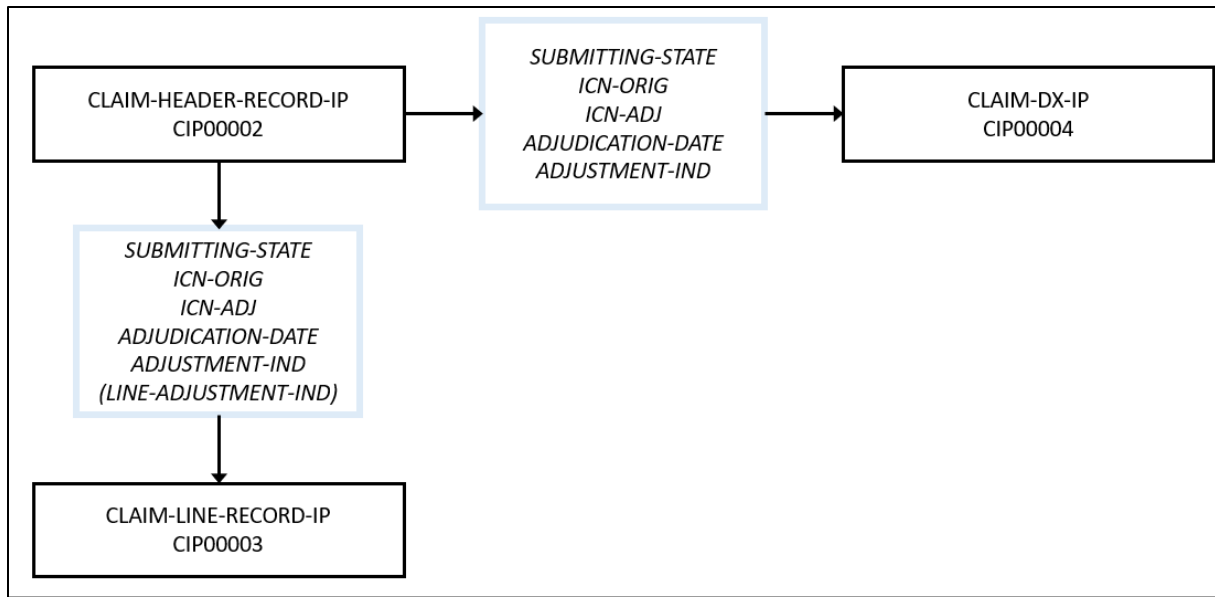 CLAIM-HEADER-RECORD-IP
CIP00002
SUBMITTING-STATE
ICN-ORIG
ICN-ADJ
ADJUDICATION-DATE
ADJUSTMENT-IND
CLAIM-DX-IP
CIP00004
SUBMITTING-STATE
ICN-ORIG
ICN-ADJ
ADJUDICATION-DATE
ADJUSTMENT-IND
(LINE-ADJUSTMENT-IND)
CLAIM-LINE-RECORD-IP
CIP00003